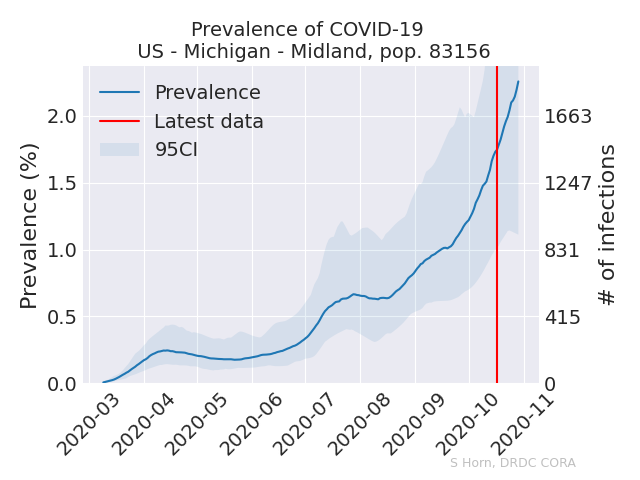 Prevalence of COVID-19
US - Michigan - Midland, pop. 83156
Prevalence (%)
2.0
1.5
1.0
0.5
0.0
Prevalence
Latest data
95CI
1663
1247
831
415
0
# of infections
2020-03
2020-04
2020-05
2020-06
2020-07
2020-08
2020-09
2020-10
2020-11
S Horn, DRDC CORA